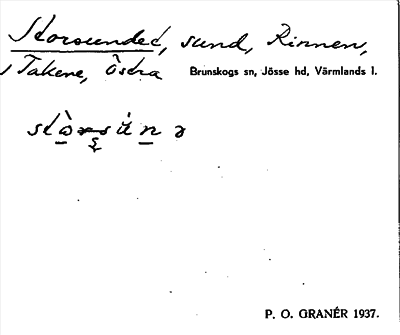 Storsundet, sund, Rinnen,
i Takene, östra Brunskogs sn, Jösse hd, Värmlands l.
P. O. GRANÉR 1937.